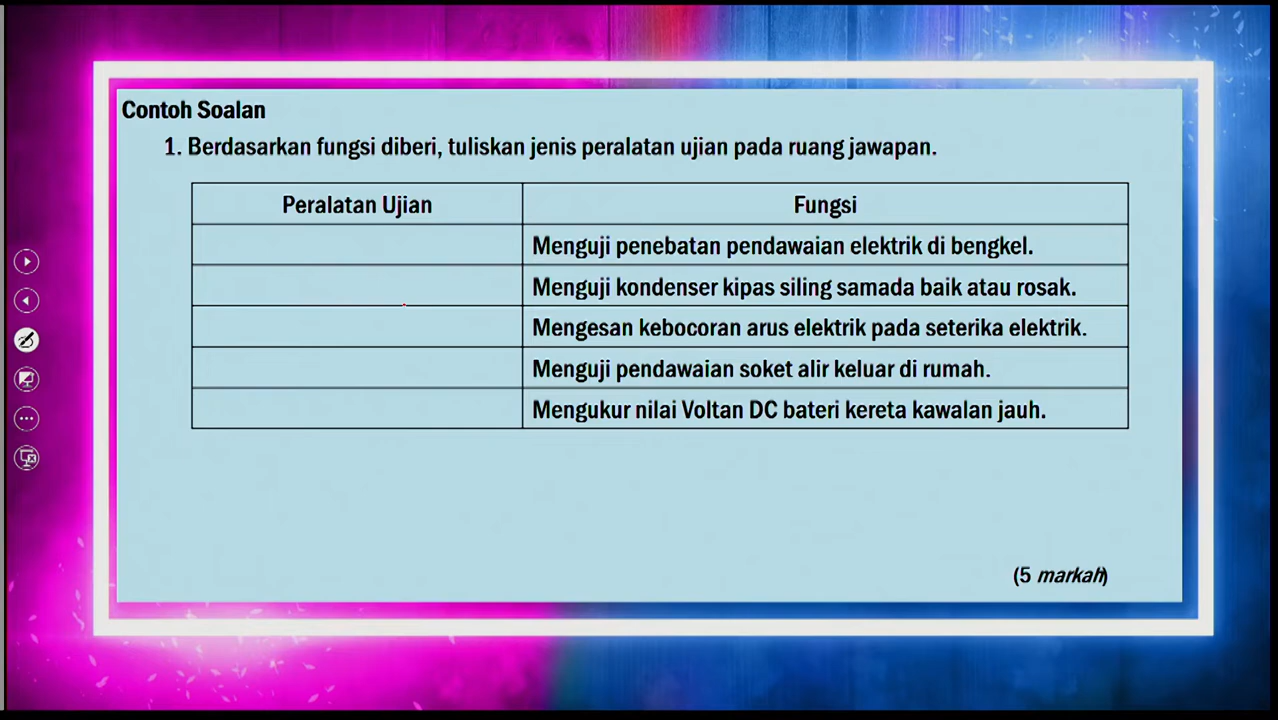 Contoh Soalan
1. Berdasarkan fungsi diberi, tuliskan jenis peralatan ujian pada ruang jawapan.
Peralatan Ujian Fungsi
Menguji penebatan pendawaian elektrik di bengkel.
Menguji kondenser kipas siling samada baik atau rosak.
Mengesan kebocoran arus elektrik pada seterika elektrik.
Menguji pendawaian soket alir keluar di rumah.
Mengukur nilai Voltan DC bateri kereta kawalan jauh.
(5 markah)